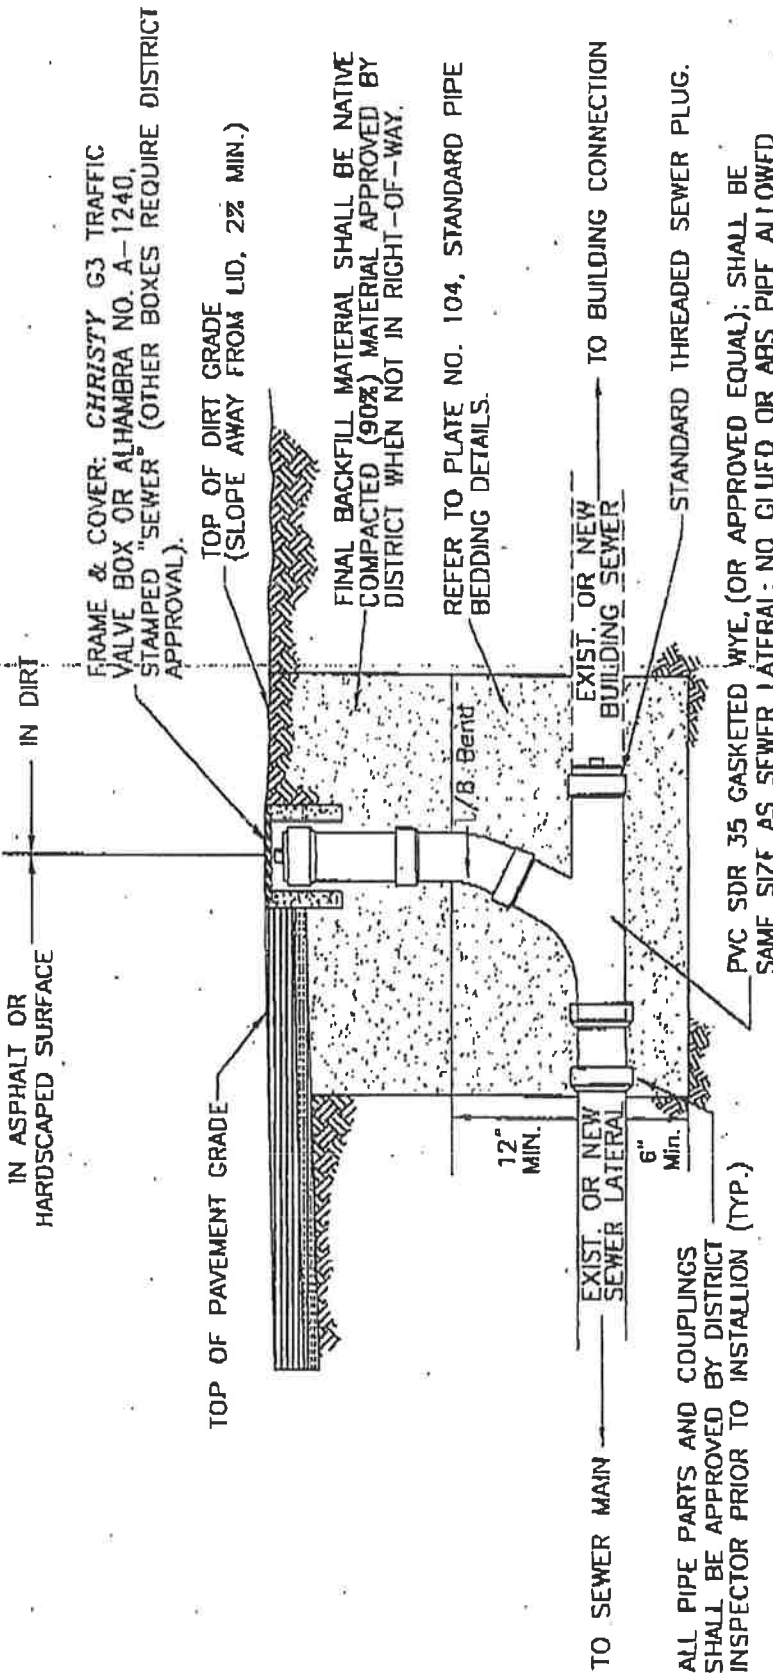 IN ASPHALT OR
HARDSCAPED SURFACE
IN DIRT
FRAME & COVER: CHRISTY G3 TRAFFIC
VALVE BOX OR ALHAMBRA NO. A-1240,
STAMPED "SEWER" (OTHER BOXES REQUIRE DISTRICT
APPROVAL).
TOP OF PAVEMENT GRADE
TOP OF DIRT GRADE
(SLOPE AWAY FROM LID, 2% MIN.)
FINAL BACKFILL MATERIAL SHALL BE NATIVE
COMPACTED (90%) MATERIAL APPROVED BY
DISTRICT WHEN NOT IN RIGHT-OF-WAY.
REFER TO PLATE NO. 104, STANDARD PIPE
BEDDING DETAILS.
1/8 Bend
12"
MIN.
6"
Min.
TO SEWER MAIN
EXIST. OR NEW
SEWER LATERAL
EXIST. OR NEW
BUILDING SEWER
TO BUILDING CONNECTION
STANDARD THREADED SEWER PLUG.
ALL PIPE PARTS AND COUPLINGS
SHALL BE APPROVED BY DISTRICT
INSPECTOR PRIOR TO INSTALLION (TYP.)
PVC SDR 35 GASKETED WYE, (OR APPROVED EQUAL); SHALL BE
SAME SIZE AS SEWER LATERAL; NO GLUED OR ABS PIPE ALLOWED